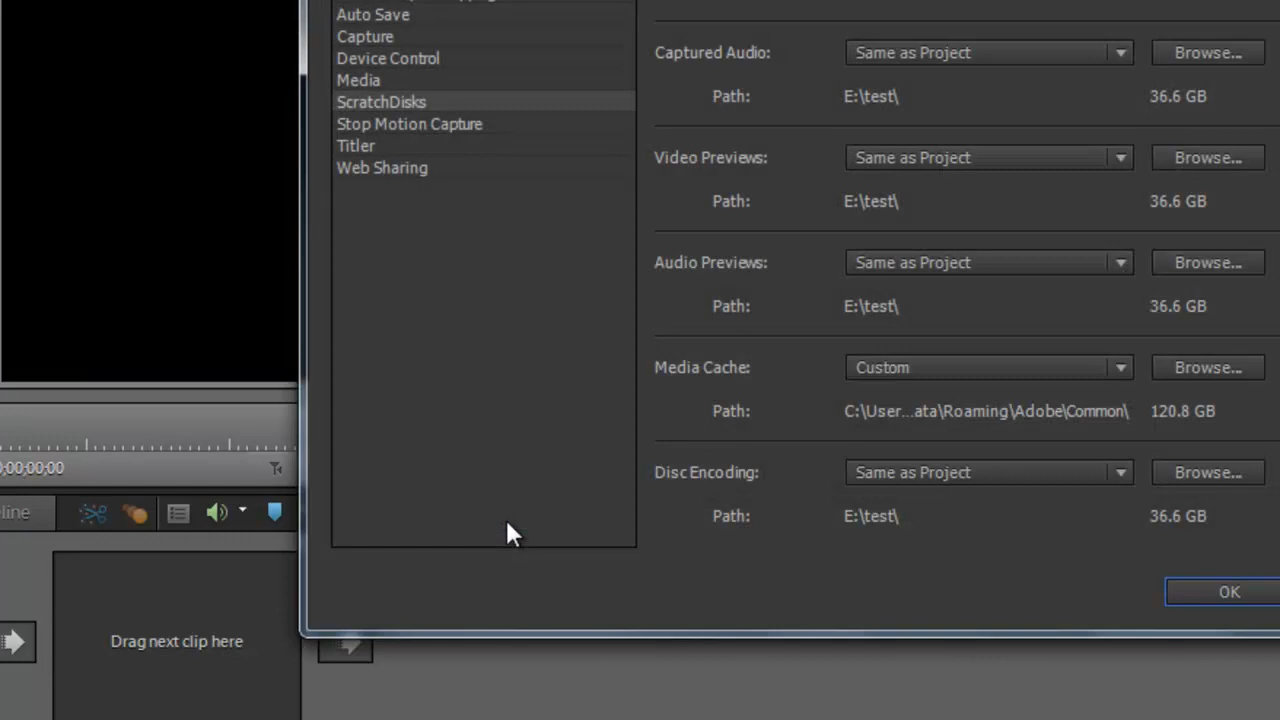 Auto Save
Capture
Device Control
Media
ScratchDisks
Stop Motion Capture
Titler
Web Sharing
Captured Audio: Same as Project Browse...
Path: E:\test\ 36.6 GB
Video Previews: Same as Project Browse...
Path: E:\test\ 36.6 GB
Audio Previews: Same as Project Browse...
Path: E:\test\ 36.6 GB
Media Cache: Custom Browse...
Path: C:\User...ata\Roaming\Adobe\Common\ 120.8 GB
Disc Encoding: Same as Project Browse...
Path: E:\test\ 36.6 GB
OK
;00;00;00
eline
Drag next clip here